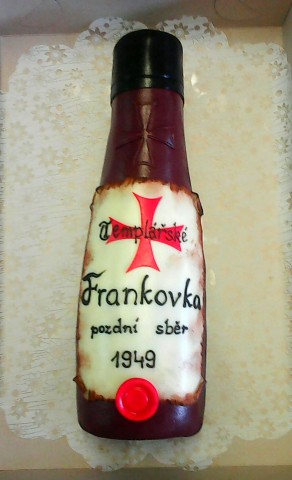 Templářské
Frankovka
pozdní sběr
1949